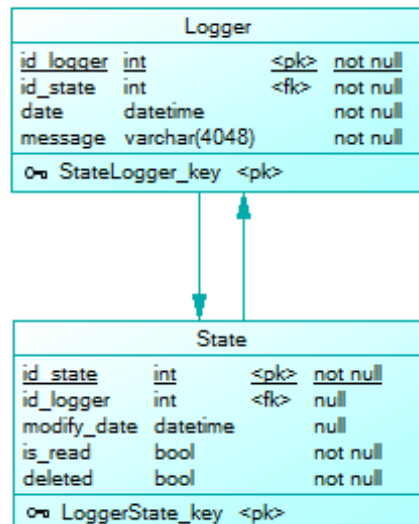 Logger
id_logger int <pk> not null
id_state int <fk> not null
date datetime not null
message varchar(4048) not null
StateLogger_key <pk>
State
id_state int <pk> not null
id_logger int <fk> null
modify_date datetime null
is_read bool not null
deleted bool not null
LoggerState_key <pk>